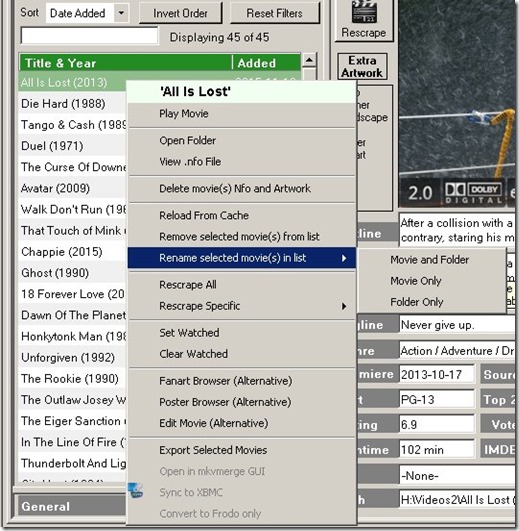 Sort Date Added Invert Order Reset Filters
Displaying 45 of 45
Rescrape
Extra
Artwork
Title & Year Added
All Is Lost (2013)
Die Hard (1988)
Tango & Cash (1989
Duel (1971)
The Curse Of Downe
Avatar (2009)
Walk Don't Run (19
That Touch of Mink
Chappie (2015)
Ghost (1990)
18 Forever Love (20
Dawn Of The Planet
Honkytonk Man (198
Unforgiven (1992)
The Rookie (1990)
The Outlaw Josey W
The Eiger Sanction
In The Line Of Fire (
Thunderbolt And Lig
General
'All Is Lost'
Play Movie
Open Folder
View .nfo File
Delete movie(s) Nfo and Artwork
Reload From Cache
Remove selected movie(s) from list
Rename selected movie(s) in list
Rescrape All
Rescrape Specific
Set Watched
Clear Watched
Fanart Browser (Alternative)
Poster Browser (Alternative)
Edit Movie (Alternative)
Export Selected Movies
Open in mkvmerge GUI
Sync to XBMC
Convert to Frodo only
Movie and Folder
Movie Only
Folder Only
2.0 DOLBY
DIGITAL
After a collision with a
contrary, staring his m
gline Never give up.
nre Action / Adventure / Dr
miere 2013-10-17 Sourc
PG-13 Top 2
ting 6.9 Vote
ntime 102 min IMDE
-None-
h H:\Videos2\All Is Lost (